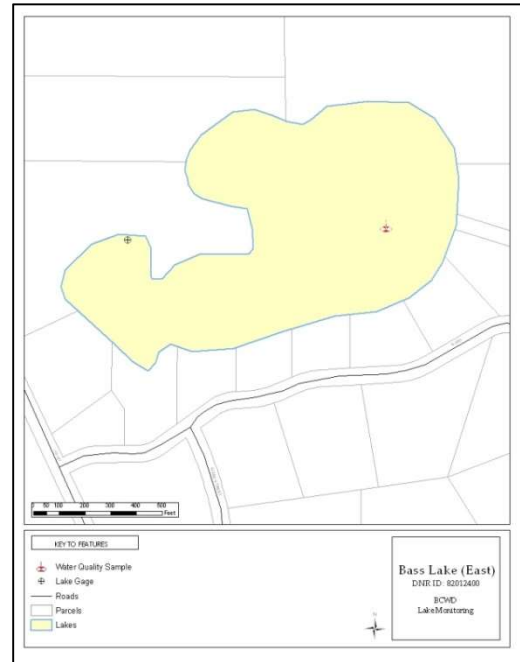 0 50 100 200 300 400 500
Feet
KEY TO FEATURES
Water Quality Sample
Lake Gage
Roads
Parcels
Lakes
N
Bass Lake (East)
DNR ID: 82012400
BCWD
Lake Monitoring